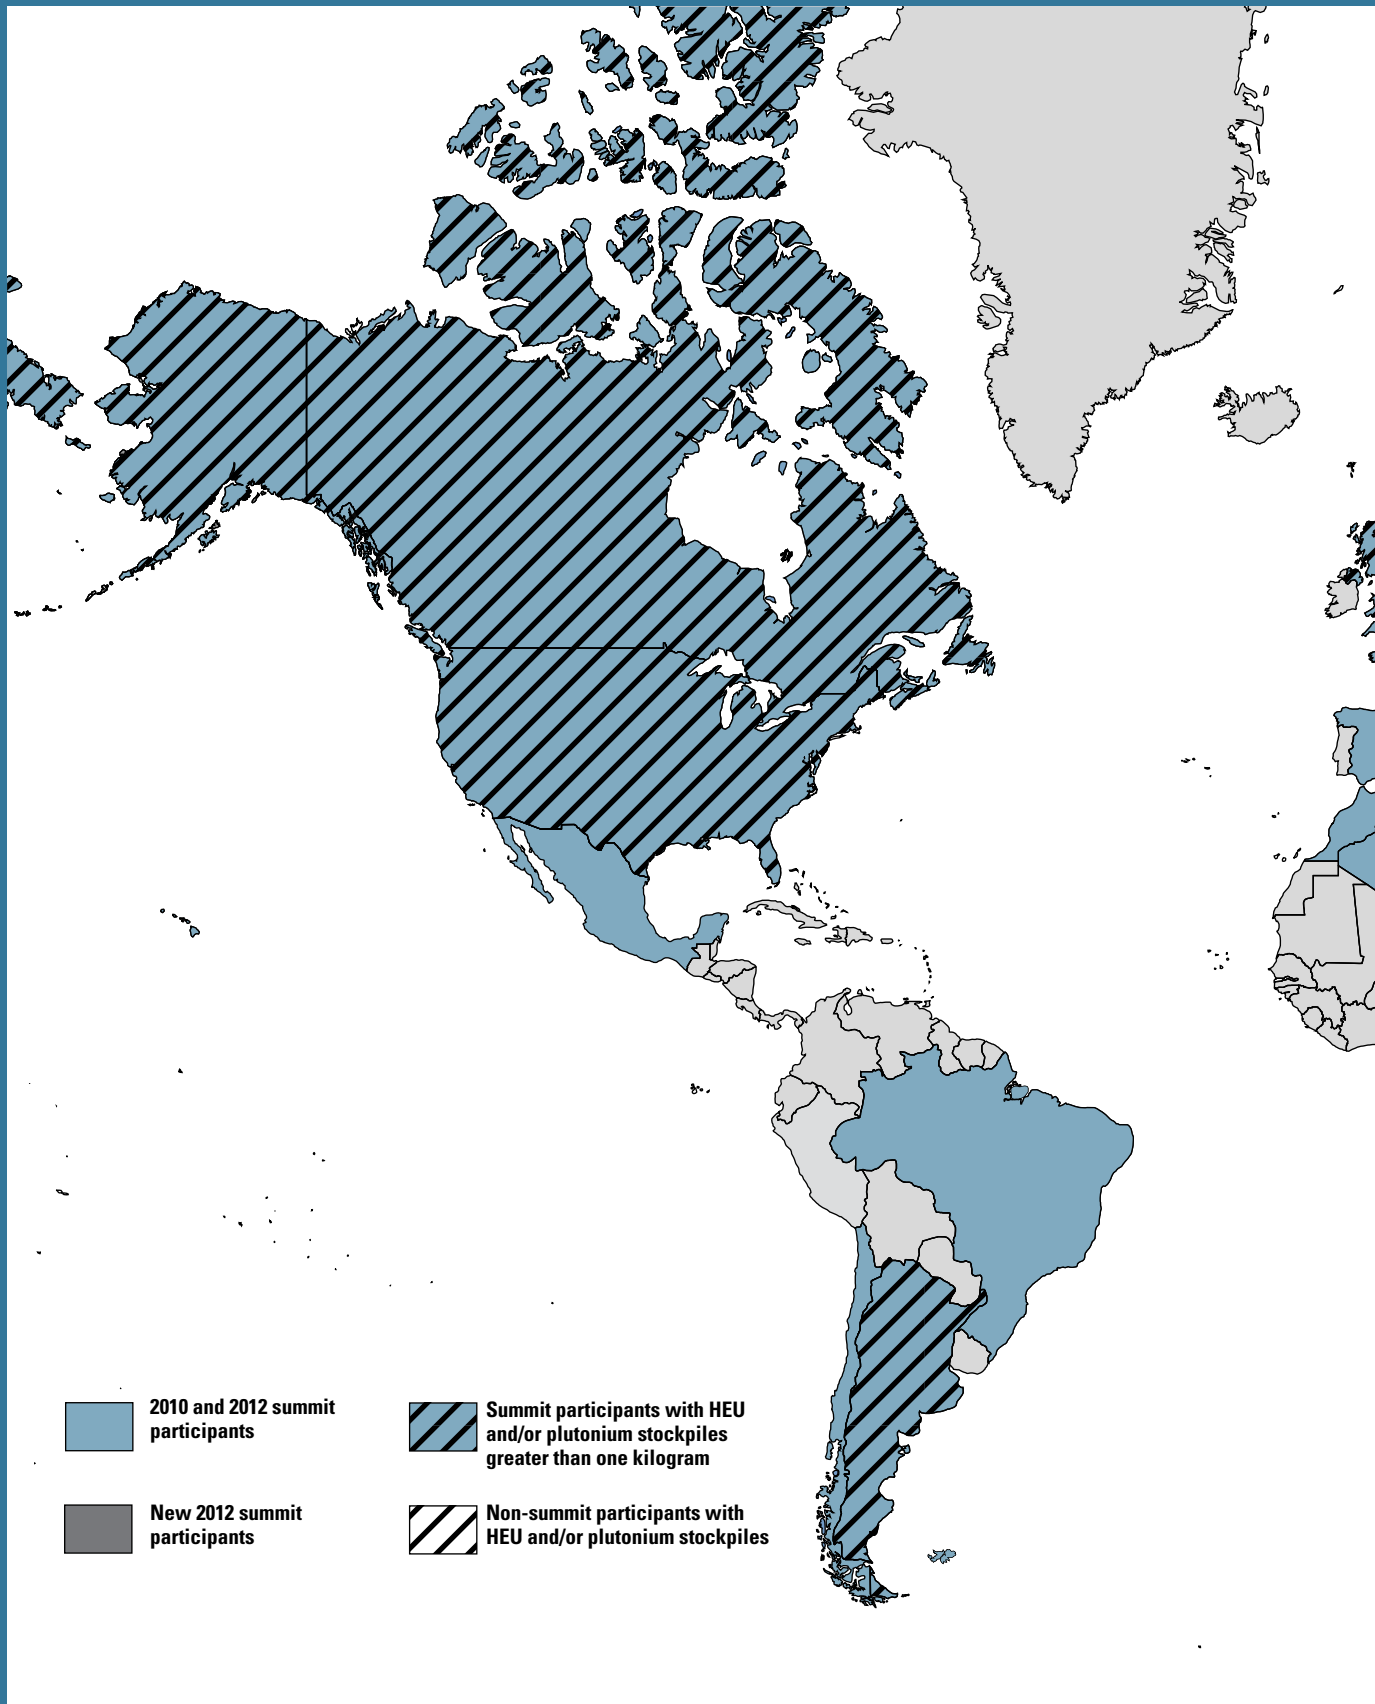 2010 and 2012 summit
participants
New 2012 summit
participants
Summit participants with HEU
and/or plutonium stockpiles
greater than one kilogram
Non-summit participants with
HEU and/or plutonium stockpiles